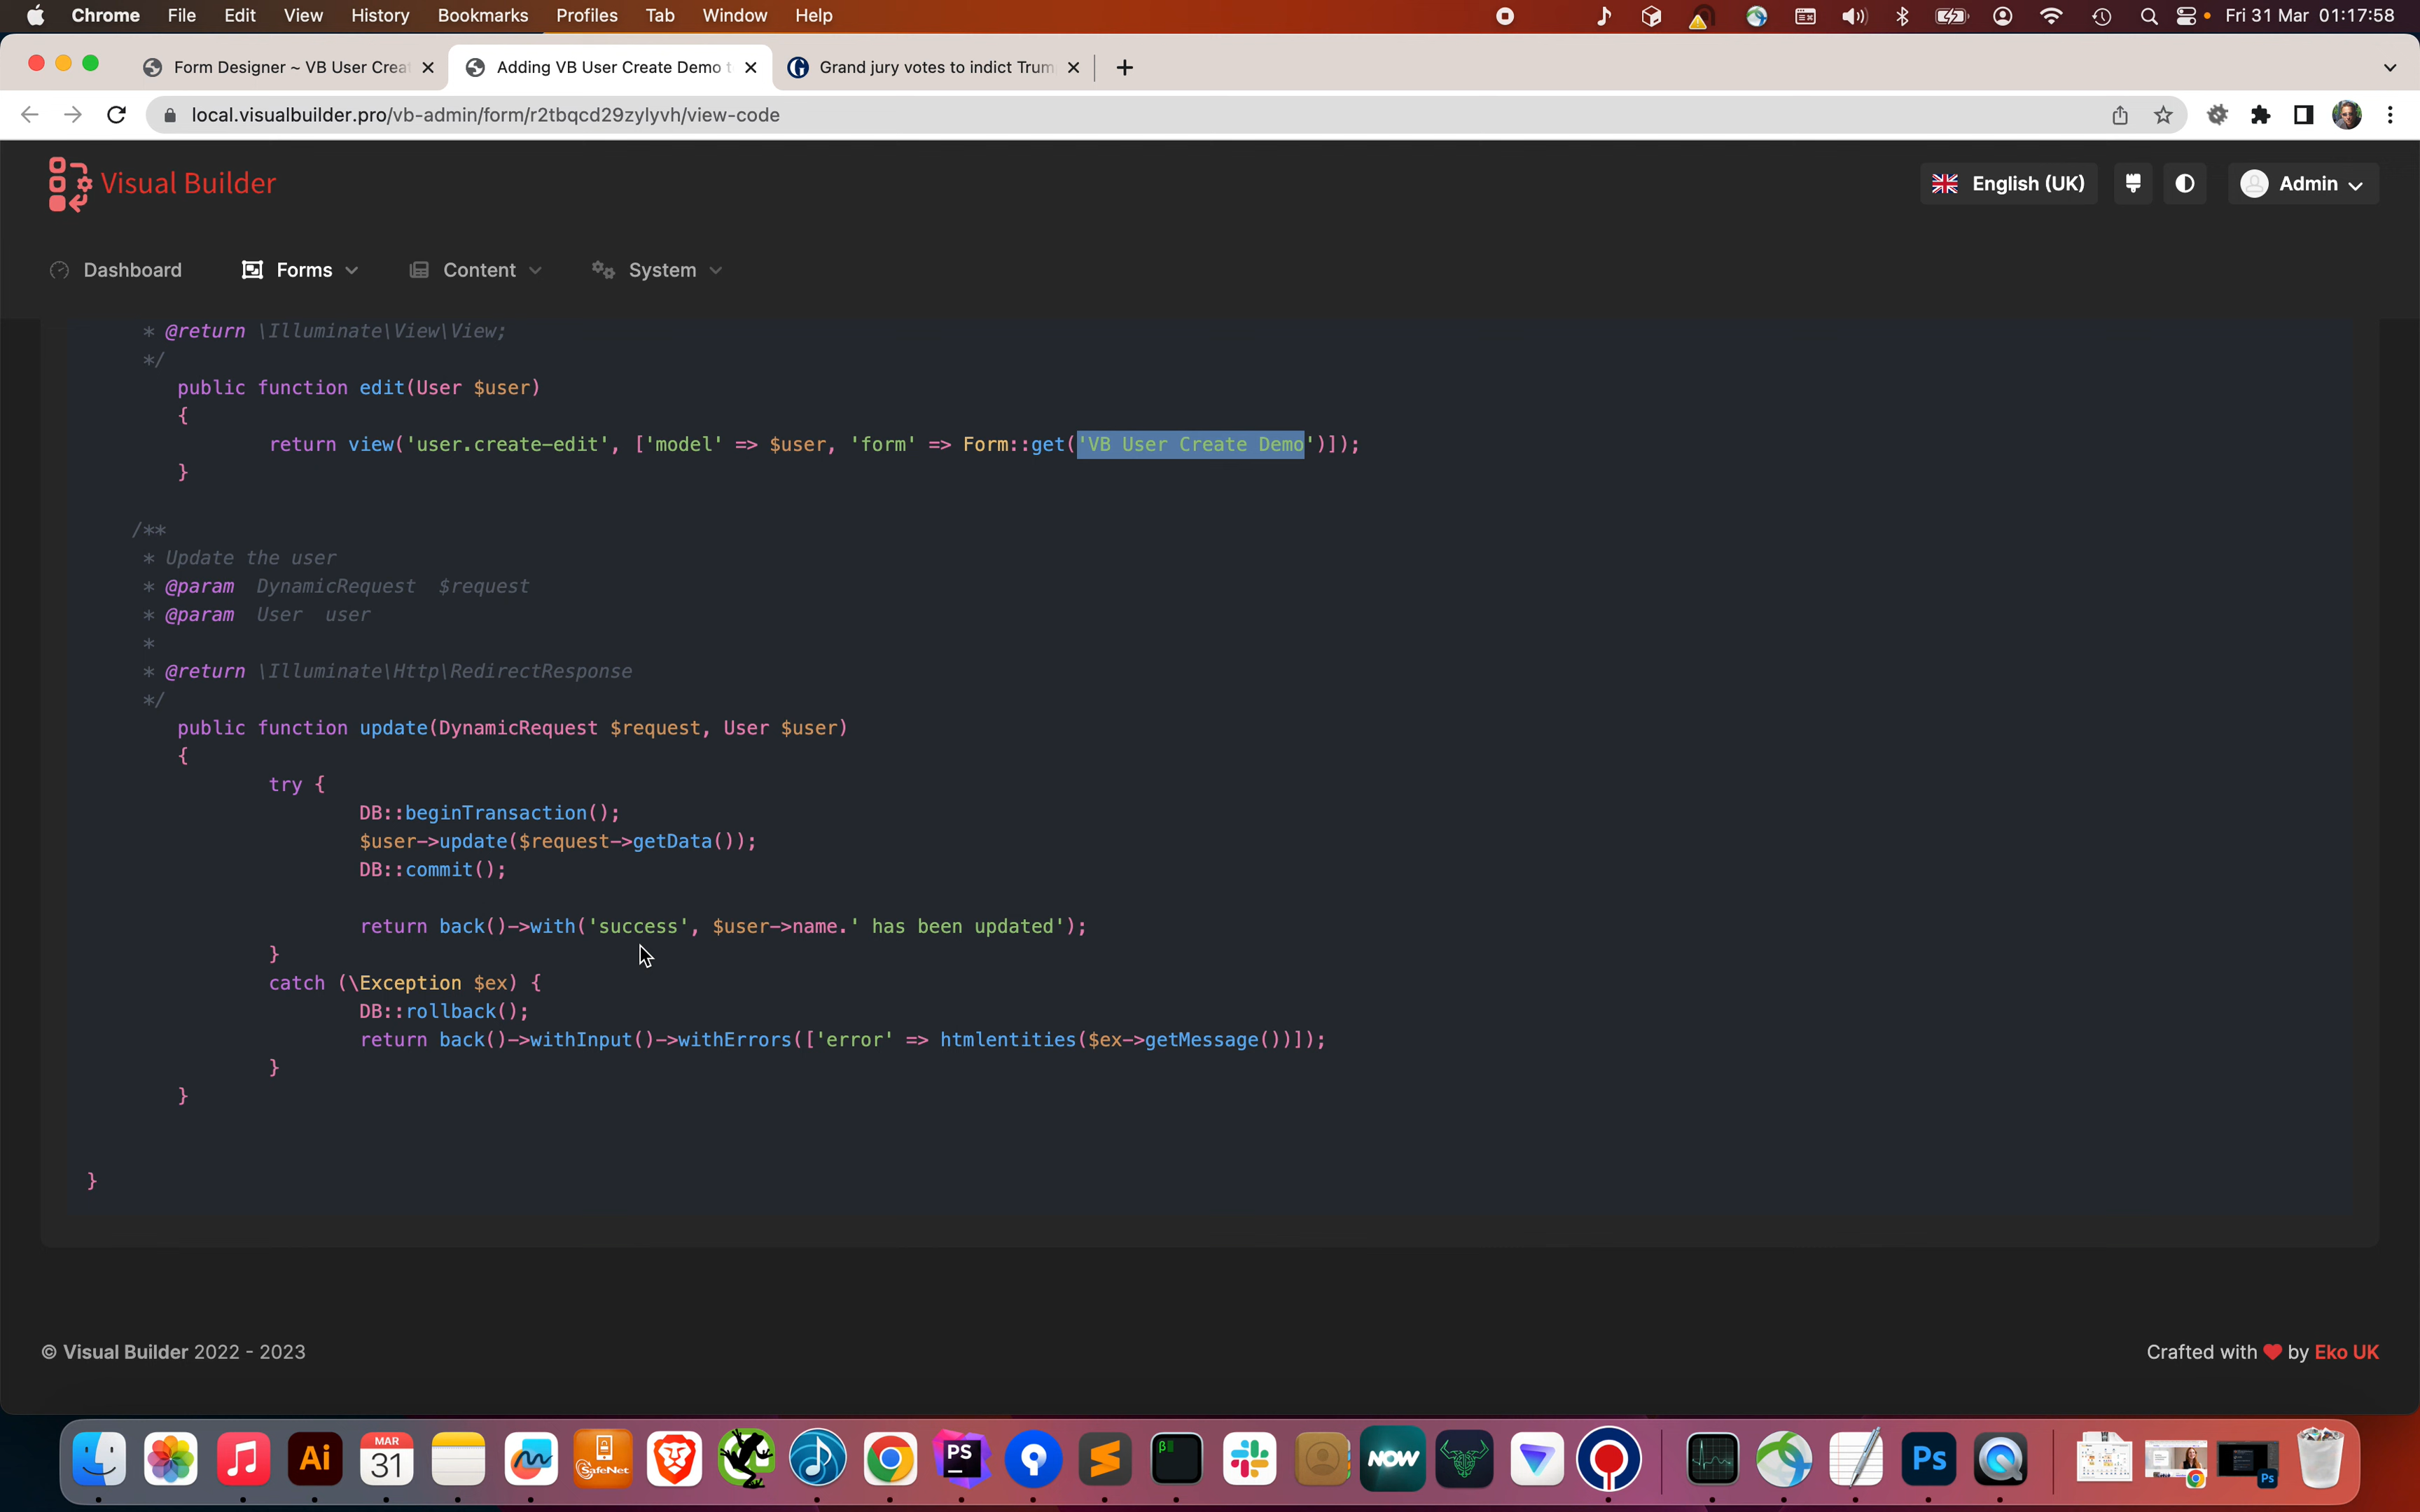 Chrome File Edit View History Bookmarks Profiles Tab Window Help Fri 31 Mar 01:17:58
Form Designer ~ VB User Crea Adding VB User Create Demo t Grand jury votes to indict Trum
local.visualbuilder.pro/vb-admin/form/r2tbqcd29zylyvh/view-code
Visual Builder English (UK) Admin
Dashboard Forms Content System
* @return \Illuminate\View\View;
*/
public function edit(User $user)
{
return view('user.create-edit', ['model' => $user, 'form' => Form::get('VB User Create Demo')]);
}
/**
* Update the user
* @param DynamicRequest $request
* @param User user
*
* @return \Illuminate\Http\RedirectResponse
*/
public function update(DynamicRequest $request, User $user)
{
try {
DB::beginTransaction();
$user->update($request->getData());
DB::commit();
return back()->with('success', $user->name.' has been updated');
}
catch (\Exception $ex) {
DB::rollback();
return back()->withInput()->withErrors(['error' => htmlentities($ex->getMessage())]);
}
}
}
© Visual Builder 2022 - 2023 Crafted with ❤ by Eko UK
Ai MAR 31 SafeNet PS NOW Ps